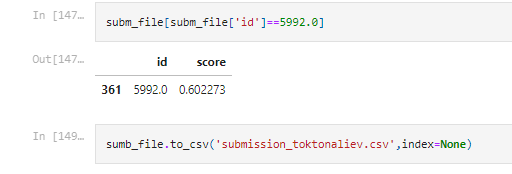 In [147…
subm_file[subm_file['id']==5992.0]
Out[147…
id score
361 5992.0 0.602273
In [149…
sumb_file.to_csv('submission_toktonaliev.csv',index=None)